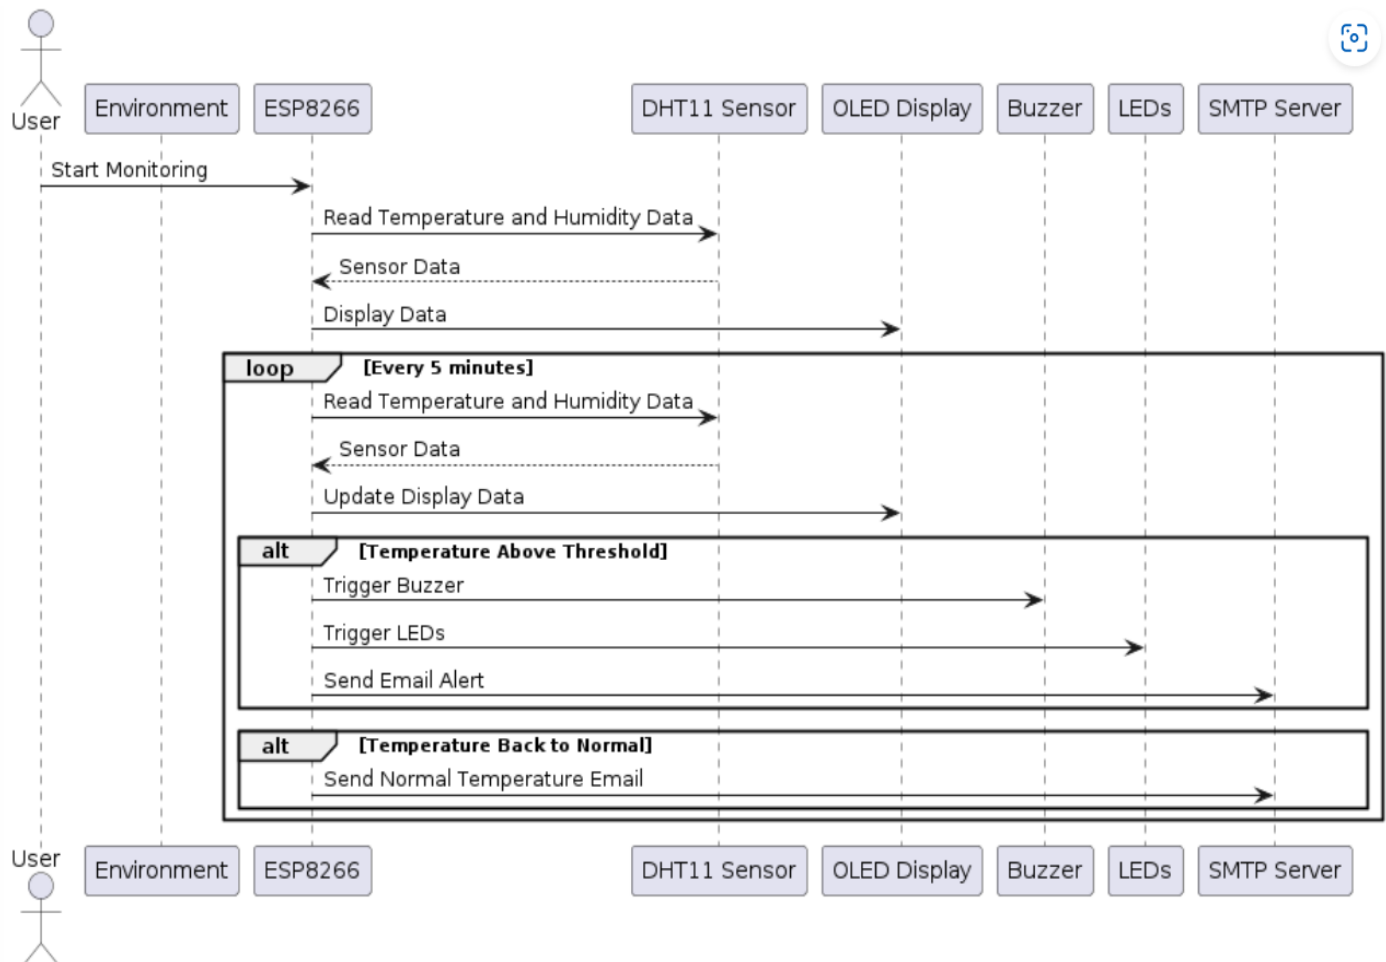 User Environment ESP8266 DHT11 Sensor OLED Display Buzzer LEDs SMTP Server
Start Monitoring
Read Temperature and Humidity Data
Sensor Data
Display Data
loop [Every 5 minutes]
Read Temperature and Humidity Data
Sensor Data
Update Display Data
alt [Temperature Above Threshold]
Trigger Buzzer
Trigger LEDs
Send Email Alert
alt [Temperature Back to Normal]
Send Normal Temperature Email
User Environment ESP8266 DHT11 Sensor OLED Display Buzzer LEDs SMTP Server